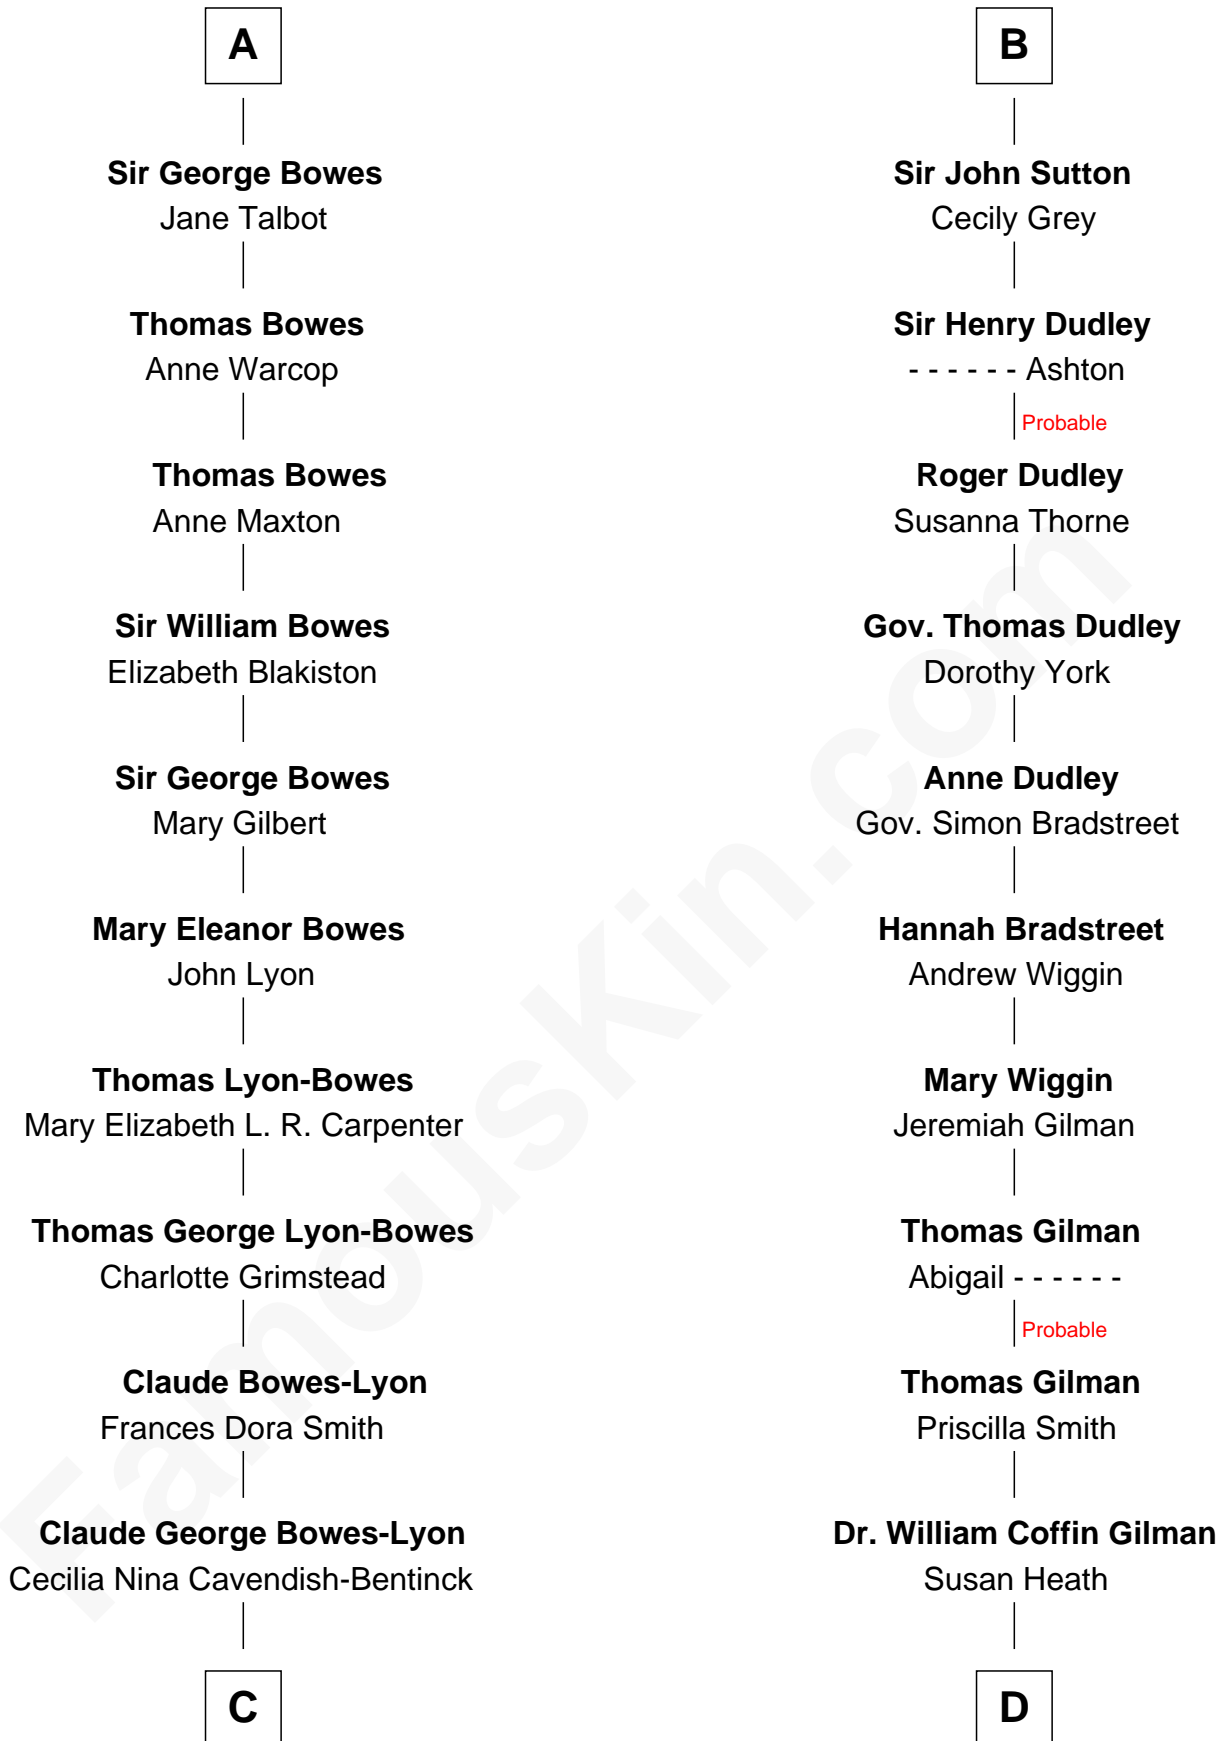 A
Sir George Bowes
Jane Talbot
Thomas Bowes
Anne Warcop
Thomas Bowes
Anne Maxton
Sir William Bowes
Elizabeth Blakiston
Sir George Bowes
Mary Gilbert
Mary Eleanor Bowes
John Lyon
Thomas Lyon-Bowes
Mary Elizabeth L. R. Carpenter
Thomas George Lyon-Bowes
Charlotte Grimstead
Claude Bowes-Lyon
Frances Dora Smith
Claude George Bowes-Lyon
Cecilia Nina Cavendish-Bentinck
C
B
Sir John Sutton
Cecily Grey
Sir Henry Dudley
- - - - - - Ashton
Probable
Roger Dudley
Susanna Thorne
Gov. Thomas Dudley
Dorothy York
Anne Dudley
Gov. Simon Bradstreet
Hannah Bradstreet
Andrew Wiggin
Mary Wiggin
Jeremiah Gilman
Thomas Gilman
Abigail - - - - - -
Probable
Thomas Gilman
Priscilla Smith
Dr. William Coffin Gilman
Susan Heath
D
FamousKin.com